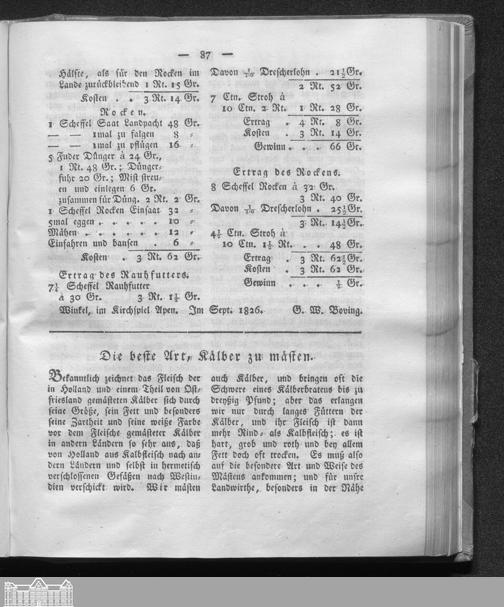 — 87 —
Hälfte, als für den Rocken im
Lande zurückbleibend 1 Rt. 15 Gr.
Kosten . . 3 Rt. 14 Gr.
Rocken.
1 Scheffel Saat Landpacht 48 Gr.
— — 1mal zu falgen 8 „
— — 1mal zu pflügen 16 „
5 Fuder Dünger à 24 Gr.,
1 Rt. 48 Gr.; Dünger-
fuhr 20 Gr.; Mist streu-
en und einlegen 6 Gr.
zusammen für Düng. 2 Rt. 2 Gr.
1 Scheffel Rocken Einsaat 32 „
5mal eggen „ „ „ „ „ 10 „
Mähen „ „ „ „ „ „ 12 „
Einfahren und bansen . 6 „
Kosten . 3 Rt. 62 Gr.
Ertrag des Rauhfutters.
7½ Scheffel Rauhfutter
à 30 Gr. 3 Rt. 1½ Gr.
Davon 1/10 Drescherlohn . 21½ Gr.
2 Rt. 52 Gr.
7 Ctn. Stroh à
10 Ctn. 2 Rt. 1 Rt. 28 Gr.
Ertrag . 4 Rt. 8 Gr.
Kosten . 3 Rt. 14 Gr.
Gewinn . . . 66 Gr.
Ertrag des Rockens.
8 Scheffel Rocken à 32 Gr.
3 Rt. 40 Gr.
Davon 1/10 Drescherlohn . 25½ Gr.
3 Rt. 14½ Gr.
4½ Ctn. Stroh à
10 Ctn. 1½ Rt. . . 48 Gr.
Ertrag . 3 Rt. 62½ Gr.
Kosten . 3 Rt. 62 Gr.
Gewinn . . . ½ Gr.
Winkel, im Kirchspiel Apen. Im Sept. 1826. G. W. Boving.
Die beste Art, Kälber zu mästen.
Bekanntlich zeichnet das Fleisch der
in Holland und einem Theil von Ost-
friesland gemästeten Kälber sich durch
seine Größe, sein Fett und besonders
seine Zartheit und seine weiße Farbe
vor dem Fleische gemästeter Kälber
in andern Ländern so sehr aus, daß
von Holland aus Kalbfleisch nach an-
dern Ländern und selbst in hermetisch
verschlossenen Gefäßen nach Westin-
dien verschickt wird. Wir mästen
auch Kälber, und bringen oft die
Schwere eines Kälberbratens bis zu
dreyßig Pfund; aber das erlangen
wir nur durch langes Füttern der
Kälber, und ihr Fleisch ist dann
mehr Rind- als Kalbfleisch; es ist
hart, grob und roth und bey allem
Fett doch oft trocken. Es muß also
auf die besondere Art und Weise des
Mästens ankommen; und für unsre
Landwirthe, besonders in der Nähe